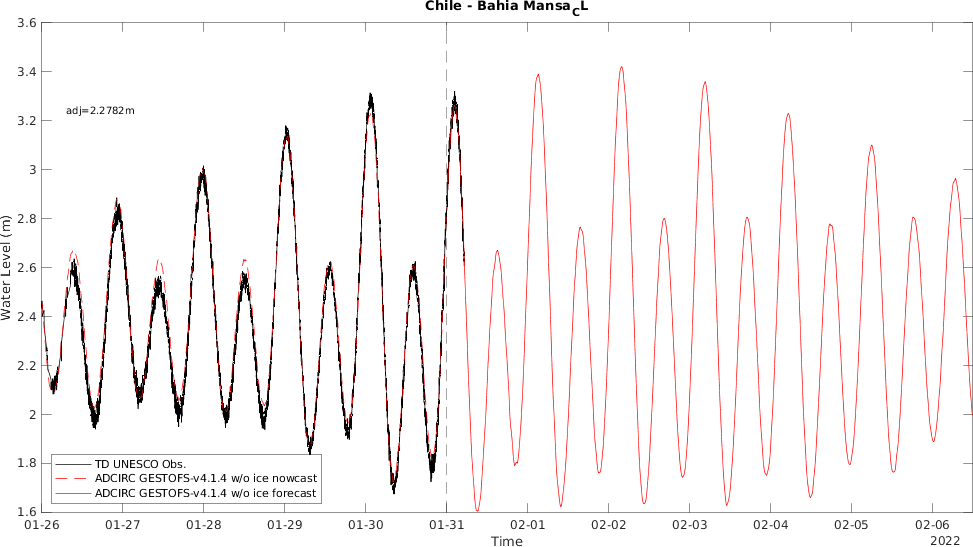 Chile - Bahia Mansa_CL
3.6
3.4
3.2
3
2.8
2.6
2.4
2.2
2
1.8
1.6
Water Level (m)
adj=2.2782m
TD UNESCO Obs.
ADCIRC GESTOFS-v4.1.4 w/o ice nowcast
ADCIRC GESTOFS-v4.1.4 w/o ice forecast
01-26 01-27 01-28 01-29 01-30 01-31 02-01 02-02 02-03 02-04 02-05 02-06
Time
2022